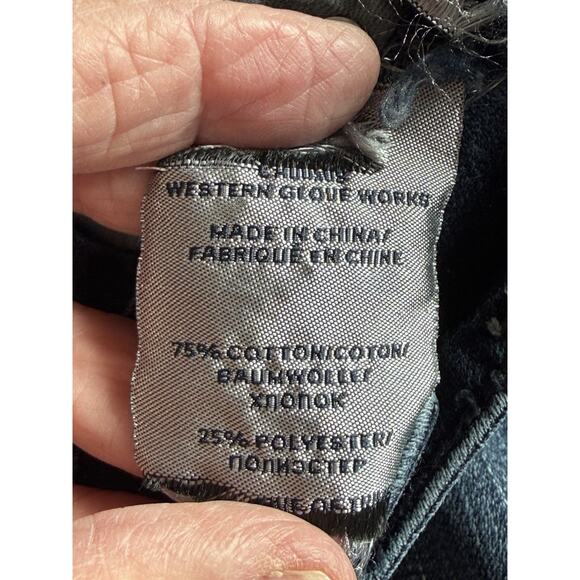 WESTERN GLOVE WORKS
MADE IN CHINA/
FABRIQUÉ EN CHINE
75% COTTON/COTON/
BAUMWOLLE/
ХЛОПОК
25% POLYESTER/
ПОЛИЭСТЕР